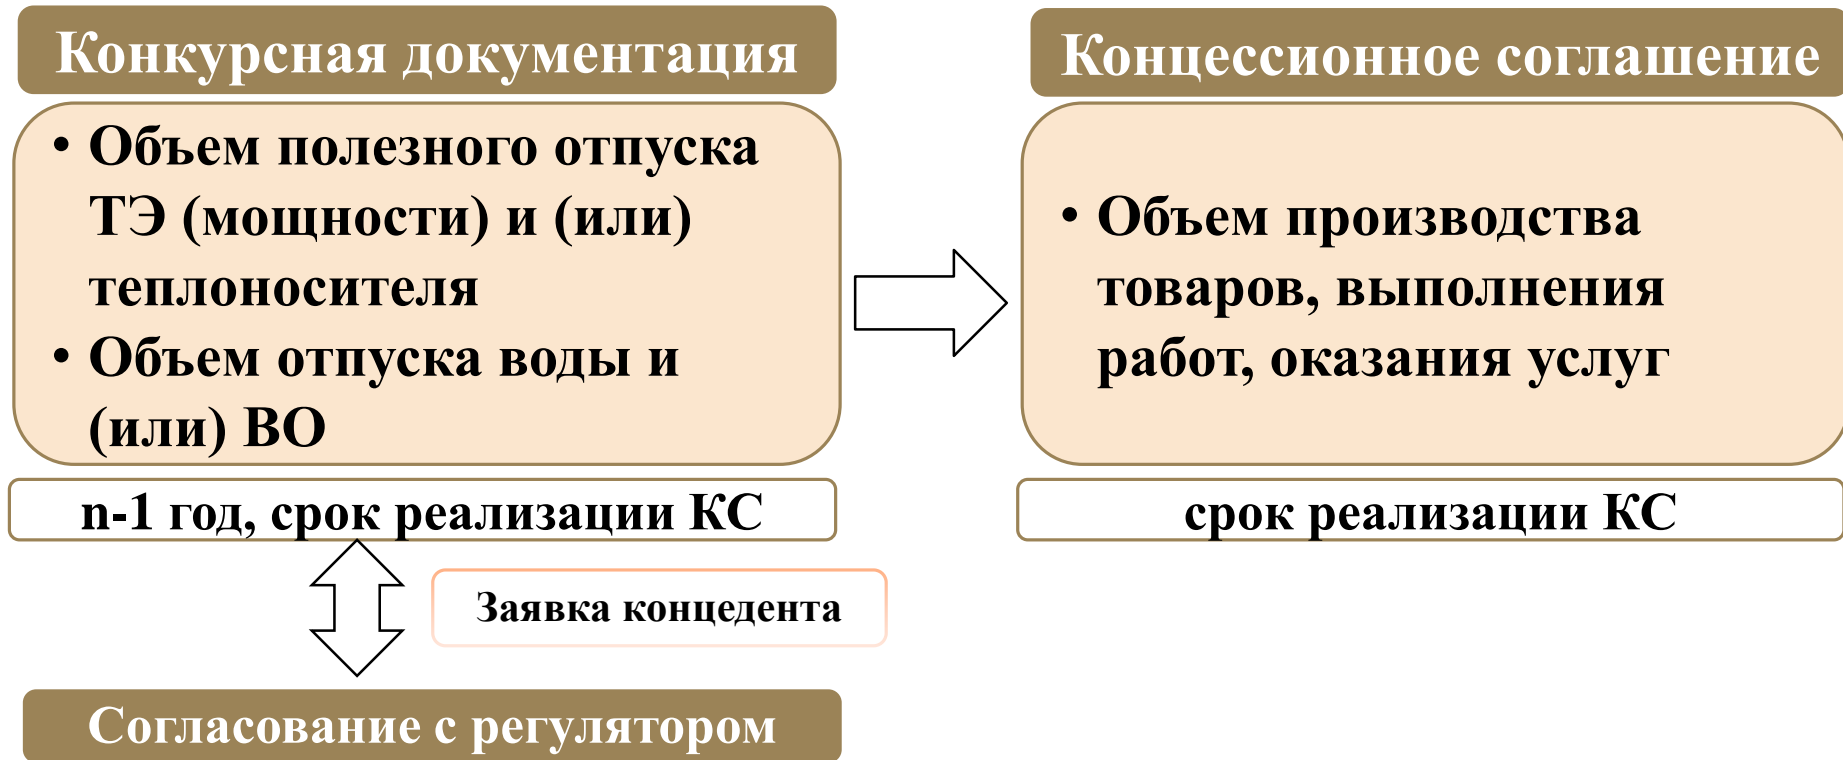 Конкурсная документация
• Объем полезного отпуска
ТЭ (мощности) и (или)
теплоносителя
• Объем отпуска воды и
(или) ВО
n-1 год, срок реализации КС
Заявка концедента
Согласование с регулятором
Концессионное соглашение
• Объем производства
товаров, выполнения
работ, оказания услуг
срок реализации КС